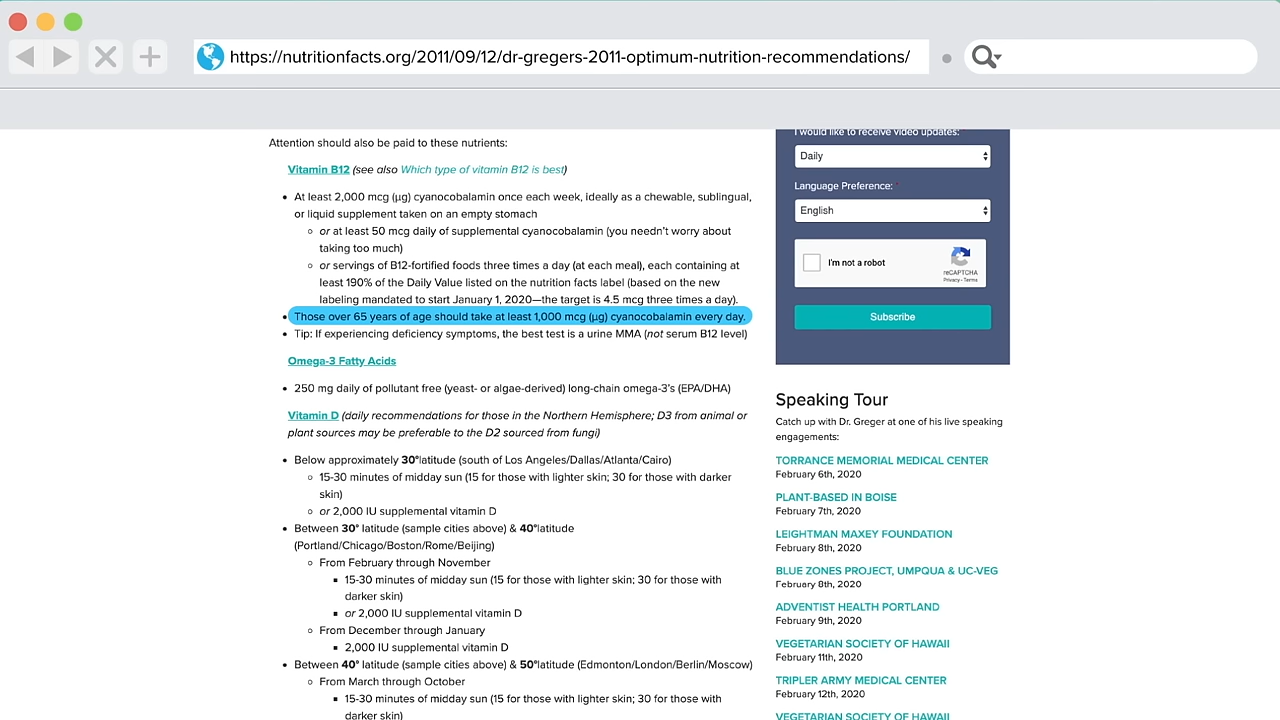 https://nutritionfacts.org/2011/09/12/dr-gregers-2011-optimum-nutrition-recommendations/
Attention should also be paid to these nutrients:
Vitamin B12 (see also Which type of vitamin B12 is best)
At least 2,000 mcg (µg) cyanocobalamin once each week, ideally as a chewable, sublingual,
or liquid supplement taken on an empty stomach
or at least 50 mcg daily of supplemental cyanocobalamin (you needn't worry about
taking too much)
or servings of B12-fortified foods three times a day (at each meal), each containing at
least 190% of the Daily Value listed on the nutrition facts label (based on the new
labeling mandated to start January 1, 2020—the target is 4.5 mcg three times a day).
Those over 65 years of age should take at least 1,000 mcg (µg) cyanocobalamin every day.
Tip: If experiencing deficiency symptoms, the best test is a urine MMA (not serum B12 level)
Omega-3 Fatty Acids
250 mg daily of pollutant free (yeast- or algae-derived) long-chain omega-3's (EPA/DHA)
Vitamin D (daily recommendations for those in the Northern Hemisphere; D3 from animal or
plant sources may be preferable to the D2 sourced from fungi)
Below approximately 30°latitude (south of Los Angeles/Dallas/Atlanta/Cairo)
15-30 minutes of midday sun (15 for those with lighter skin; 30 for those with darker
skin)
or 2,000 IU supplemental vitamin D
Between 30° latitude (sample cities above) & 40°latitude
(Portland/Chicago/Boston/Rome/Beijing)
From February through November
15-30 minutes of midday sun (15 for those with lighter skin; 30 for those with
darker skin)
or 2,000 IU supplemental vitamin D
From December through January
2,000 IU supplemental vitamin D
Between 40° latitude (sample cities above) & 50°latitude (Edmonton/London/Berlin/Moscow)
From March through October
15-30 minutes of midday sun (15 for those with lighter skin; 30 for those with
darker skin)
I would like to receive video updates:
Daily
Language Preference: *
English
I'm not a robot
reCAPTCHA
Privacy - Terms
Subscribe
Speaking Tour
Catch up with Dr. Greger at one of his live speaking
engagements:
TORRANCE MEMORIAL MEDICAL CENTER
February 6th, 2020
PLANT-BASED IN BOISE
February 7th, 2020
LEIGHTMAN MAXEY FOUNDATION
February 8th, 2020
BLUE ZONES PROJECT, UMPQUA & UC-VEG
February 8th, 2020
ADVENTIST HEALTH PORTLAND
February 9th, 2020
VEGETARIAN SOCIETY OF HAWAII
February 11th, 2020
TRIPLER ARMY MEDICAL CENTER
February 12th, 2020
VEGETARIAN SOCIETY OF HAWAII